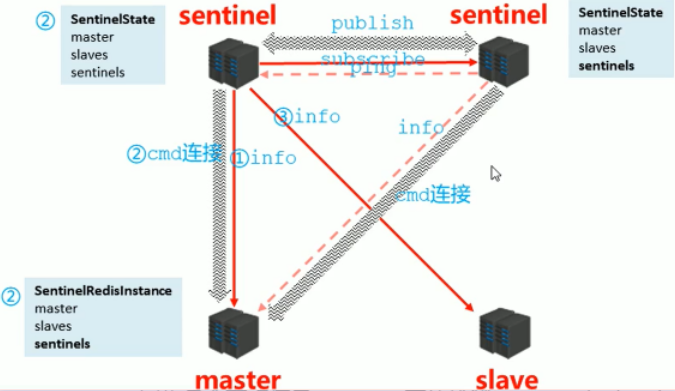 sentinel
sentinel
②
SentinelState
master
slaves
sentinels
SentinelState
master
slaves
sentinels
publish
subscribe
ping
③info
info
②cmd连接
①info
cmd连接
②
SentinelRedisInstance
master
slaves
sentinels
master
slave